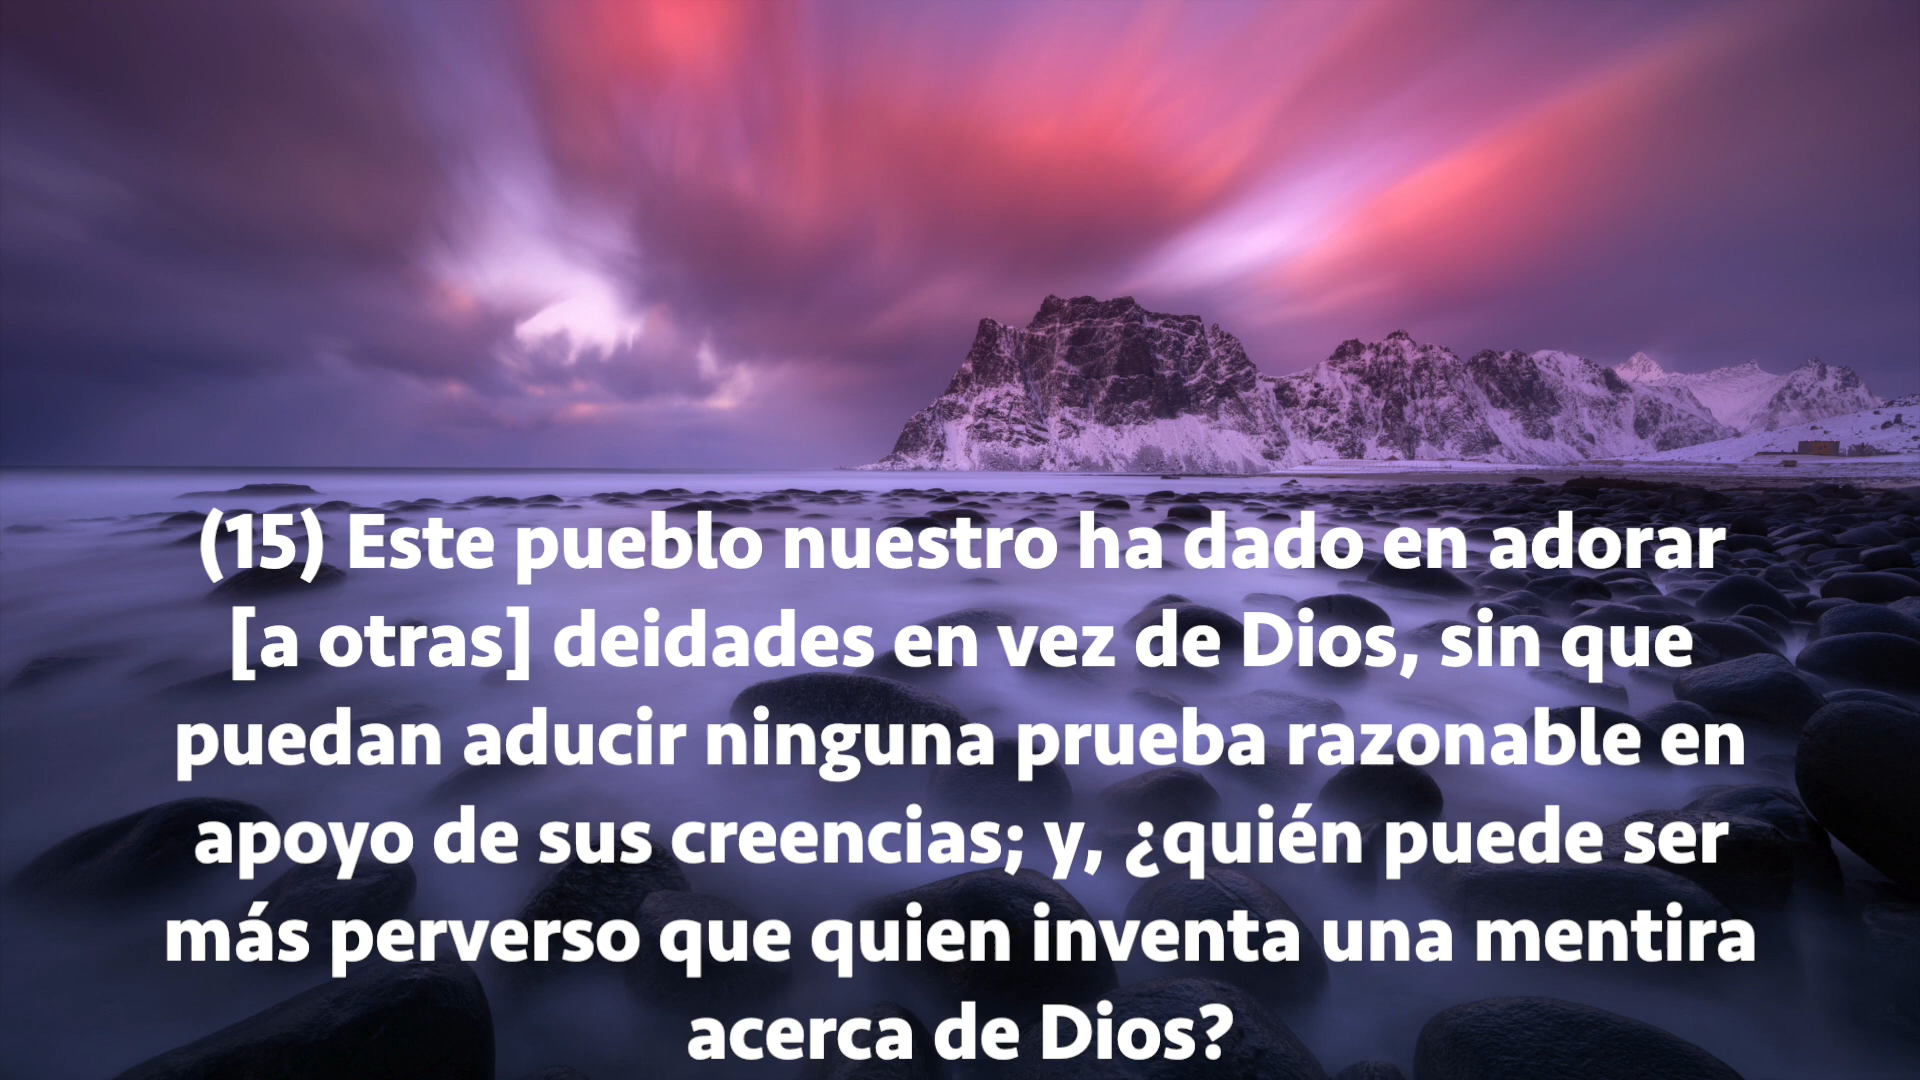 (15) Este pueblo nuestro ha dado en adorar
[a otras] deidades en vez de Dios, sin que
puedan aducir ninguna prueba razonable en
apoyo de sus creencias; y, ¿quién puede ser
más perverso que quien inventa una mentira
acerca de Dios?